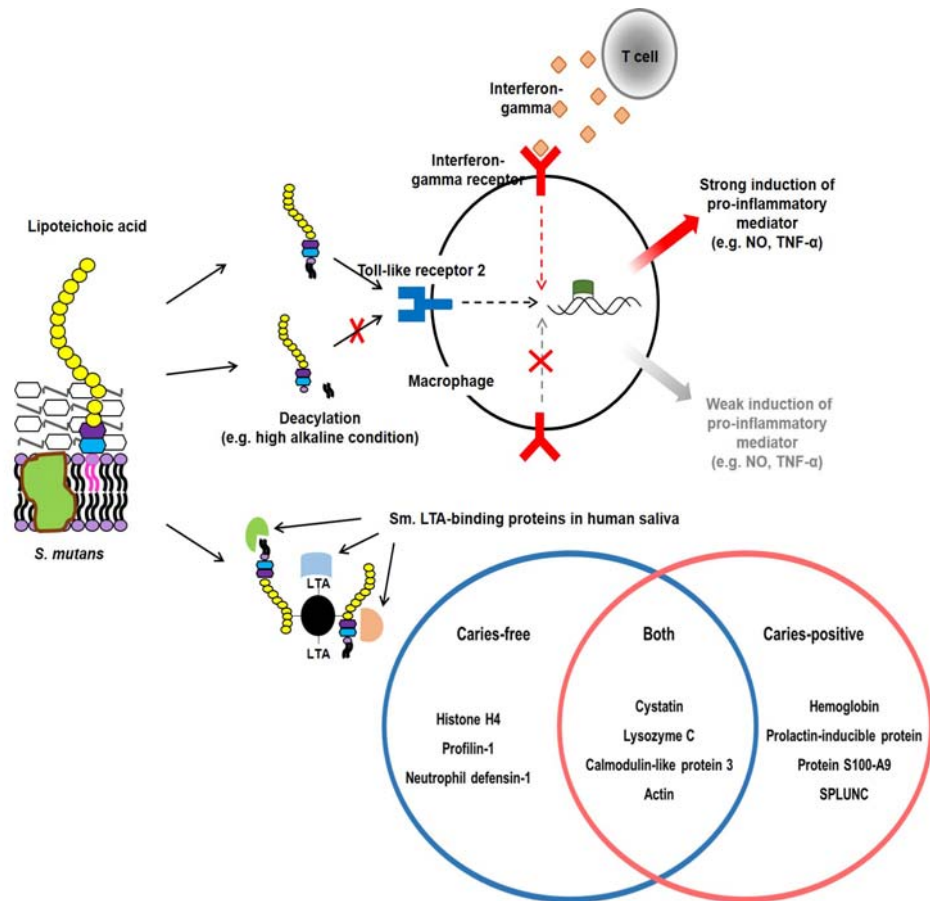 T cell
Interferon-
gamma
Interferon-
gamma receptor
Strong induction of
pro-inflammatory
mediator
(e.g. NO, TNF-α)
Lipoteichoic acid
Toll-like receptor 2
Macrophage
Deacylation
(e.g. high alkaline condition)
Weak induction of
pro-inflammatory
mediator
(e.g. NO, TNF-α)
S. mutans
Sm. LTA-binding proteins in human saliva
LTA
LTA
Caries-free
Both
Caries-positive
Histone H4
Profilin-1
Neutrophil defensin-1
Cystatin
Lysozyme C
Calmodulin-like protein 3
Actin
Hemoglobin
Prolactin-inducible protein
Protein S100-A9
SPLUNC